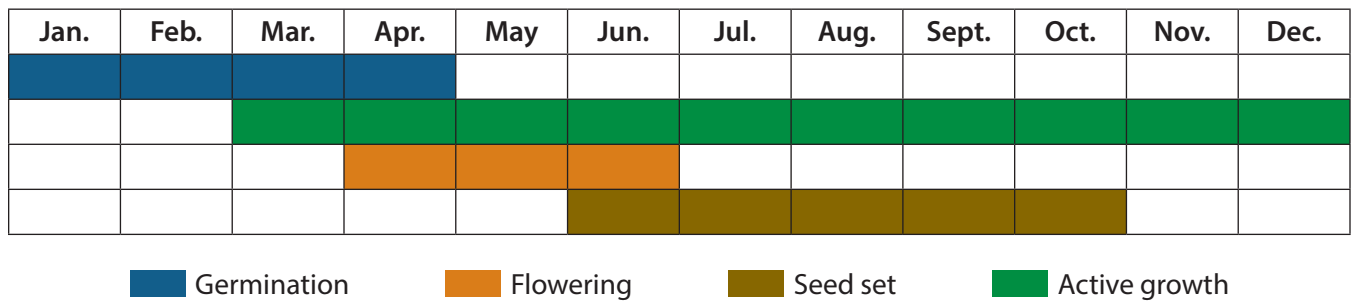 Jan. Feb. Mar. Apr. May Jun. Jul. Aug. Sept. Oct. Nov. Dec.
Germination Flowering Seed set Active growth